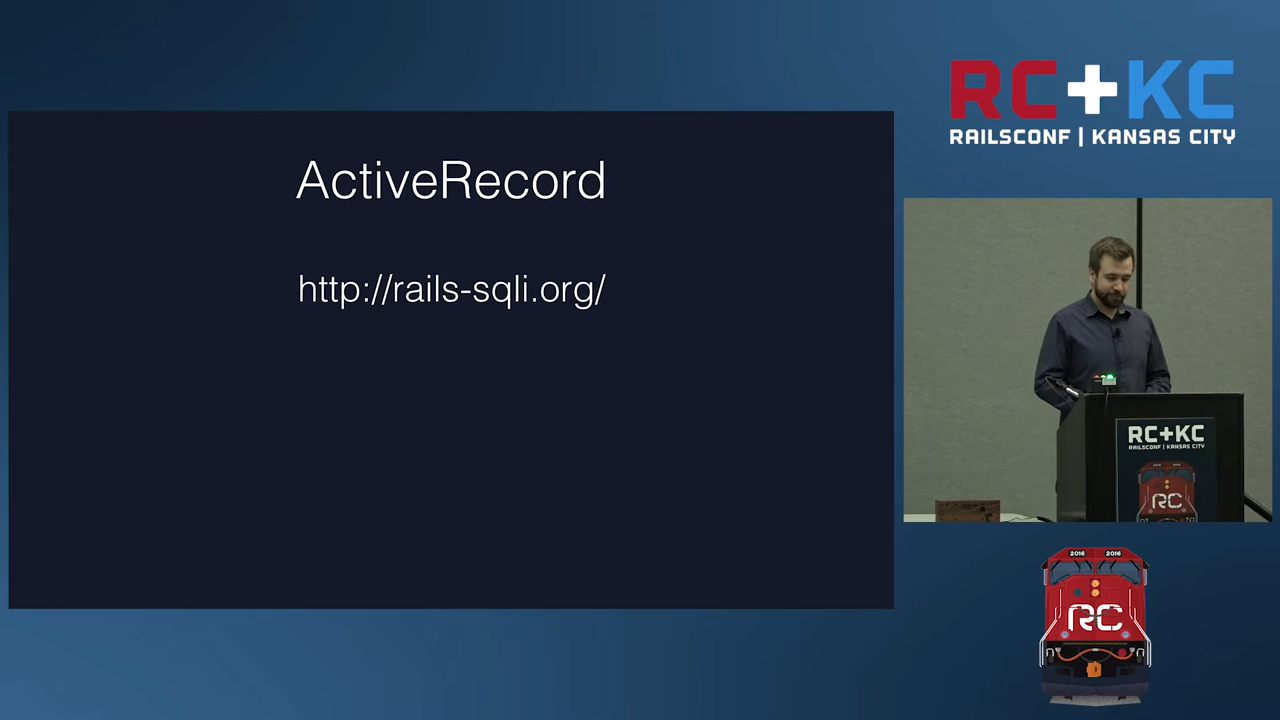 ActiveRecord
http://rails-sqli.org/
RC+KC
RAILSCONF | KANSAS CITY
RC+KC
RAILSCONF | KANSAS CITY
RC
2016 2016
RC